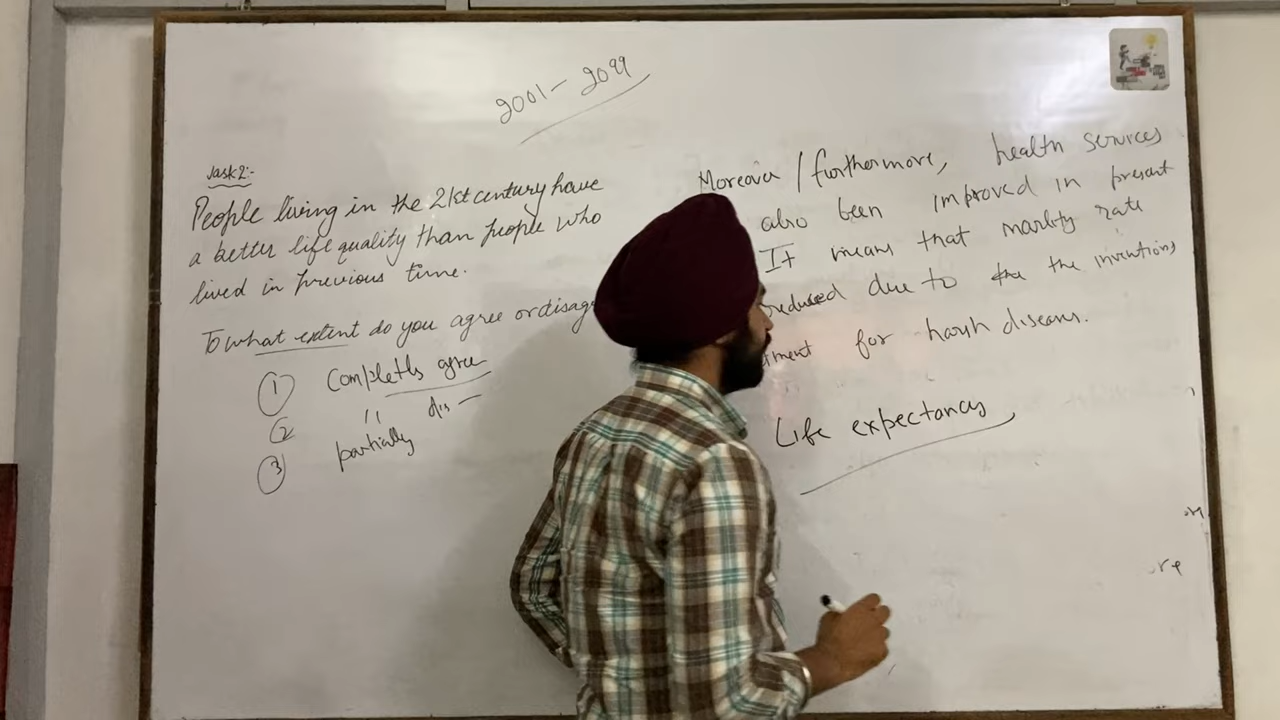 2001 - 2099
Task 2:-
People living in the 21st century have
a better life quality than people who
lived in previous time.
To what extent do you agree or disag
① Completly agree
② " dis —
③ partially
Moreover / furthermore, health services
also been improved in present
It means that rate
reduced due to the the inventions
tment for harsh diseases.
Life expectancy